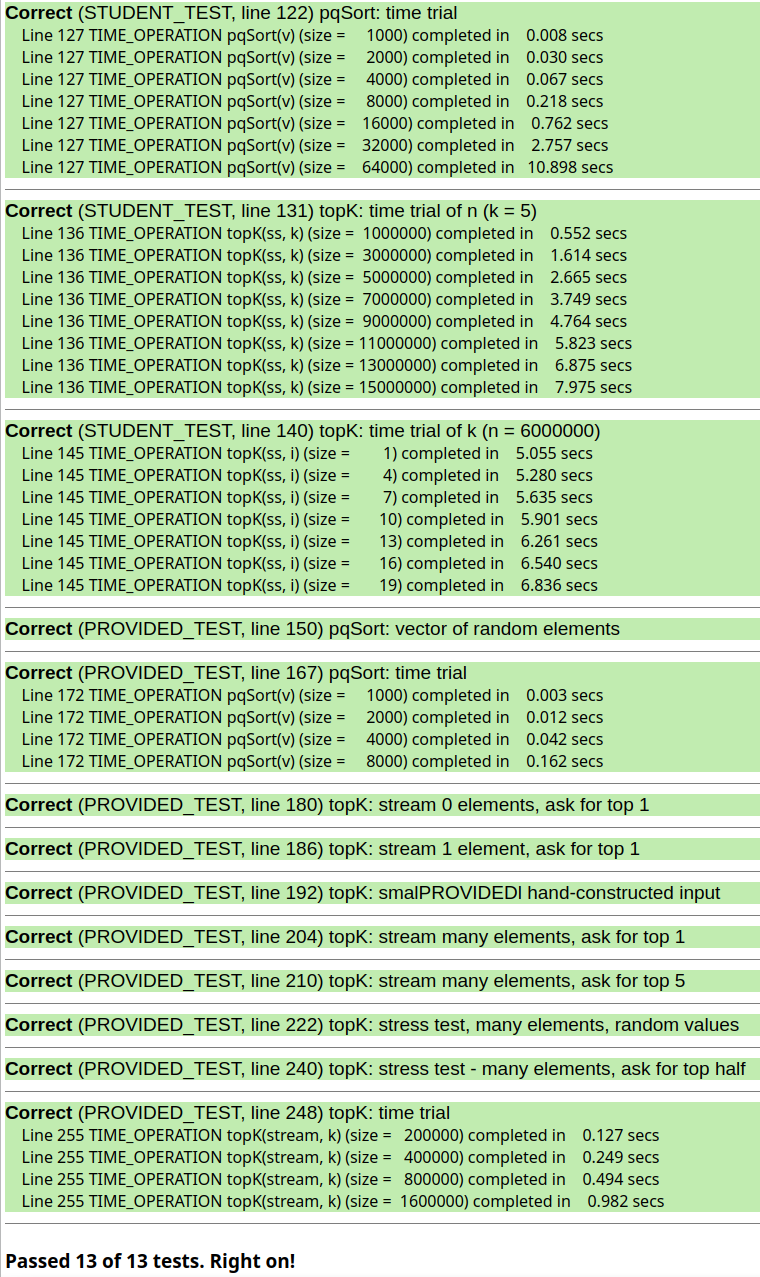 Correct (STUDENT_TEST, line 122) pqSort: time trial
Line 127 TIME_OPERATION pqSort(v) (size =     1000) completed in    0.008 secs
Line 127 TIME_OPERATION pqSort(v) (size =     2000) completed in    0.030 secs
Line 127 TIME_OPERATION pqSort(v) (size =     4000) completed in    0.067 secs
Line 127 TIME_OPERATION pqSort(v) (size =     8000) completed in    0.218 secs
Line 127 TIME_OPERATION pqSort(v) (size =    16000) completed in    0.762 secs
Line 127 TIME_OPERATION pqSort(v) (size =    32000) completed in    2.757 secs
Line 127 TIME_OPERATION pqSort(v) (size =    64000) completed in   10.898 secs
Correct (STUDENT_TEST, line 131) topK: time trial of n (k = 5)
Line 136 TIME_OPERATION topK(ss, k) (size =  1000000) completed in    0.552 secs
Line 136 TIME_OPERATION topK(ss, k) (size =  3000000) completed in    1.614 secs
Line 136 TIME_OPERATION topK(ss, k) (size =  5000000) completed in    2.665 secs
Line 136 TIME_OPERATION topK(ss, k) (size =  7000000) completed in    3.749 secs
Line 136 TIME_OPERATION topK(ss, k) (size =  9000000) completed in    4.764 secs
Line 136 TIME_OPERATION topK(ss, k) (size = 11000000) completed in    5.823 secs
Line 136 TIME_OPERATION topK(ss, k) (size = 13000000) completed in    6.875 secs
Line 136 TIME_OPERATION topK(ss, k) (size = 15000000) completed in    7.975 secs
Correct (STUDENT_TEST, line 140) topK: time trial of k (n = 6000000)
Line 145 TIME_OPERATION topK(ss, i) (size =        1) completed in    5.055 secs
Line 145 TIME_OPERATION topK(ss, i) (size =        4) completed in    5.280 secs
Line 145 TIME_OPERATION topK(ss, i) (size =        7) completed in    5.635 secs
Line 145 TIME_OPERATION topK(ss, i) (size =       10) completed in    5.901 secs
Line 145 TIME_OPERATION topK(ss, i) (size =       13) completed in    6.261 secs
Line 145 TIME_OPERATION topK(ss, i) (size =       16) completed in    6.540 secs
Line 145 TIME_OPERATION topK(ss, i) (size =       19) completed in    6.836 secs
Correct (PROVIDED_TEST, line 150) pqSort: vector of random elements
Correct (PROVIDED_TEST, line 167) pqSort: time trial
Line 172 TIME_OPERATION pqSort(v) (size =     1000) completed in    0.003 secs
Line 172 TIME_OPERATION pqSort(v) (size =     2000) completed in    0.012 secs
Line 172 TIME_OPERATION pqSort(v) (size =     4000) completed in    0.042 secs
Line 172 TIME_OPERATION pqSort(v) (size =     8000) completed in    0.162 secs
Correct (PROVIDED_TEST, line 180) topK: stream 0 elements, ask for top 1
Correct (PROVIDED_TEST, line 186) topK: stream 1 element, ask for top 1
Correct (PROVIDED_TEST, line 192) topK: smalPROVIDEDl hand-constructed input
Correct (PROVIDED_TEST, line 204) topK: stream many elements, ask for top 1
Correct (PROVIDED_TEST, line 210) topK: stream many elements, ask for top 5
Correct (PROVIDED_TEST, line 222) topK: stress test, many elements, random values
Correct (PROVIDED_TEST, line 240) topK: stress test - many elements, ask for top half
Correct (PROVIDED_TEST, line 248) topK: time trial
Line 255 TIME_OPERATION topK(stream, k) (size =   200000) completed in    0.127 secs
Line 255 TIME_OPERATION topK(stream, k) (size =   400000) completed in    0.249 secs
Line 255 TIME_OPERATION topK(stream, k) (size =   800000) completed in    0.494 secs
Line 255 TIME_OPERATION topK(stream, k) (size =  1600000) completed in    0.982 secs
Passed 13 of 13 tests. Right on!